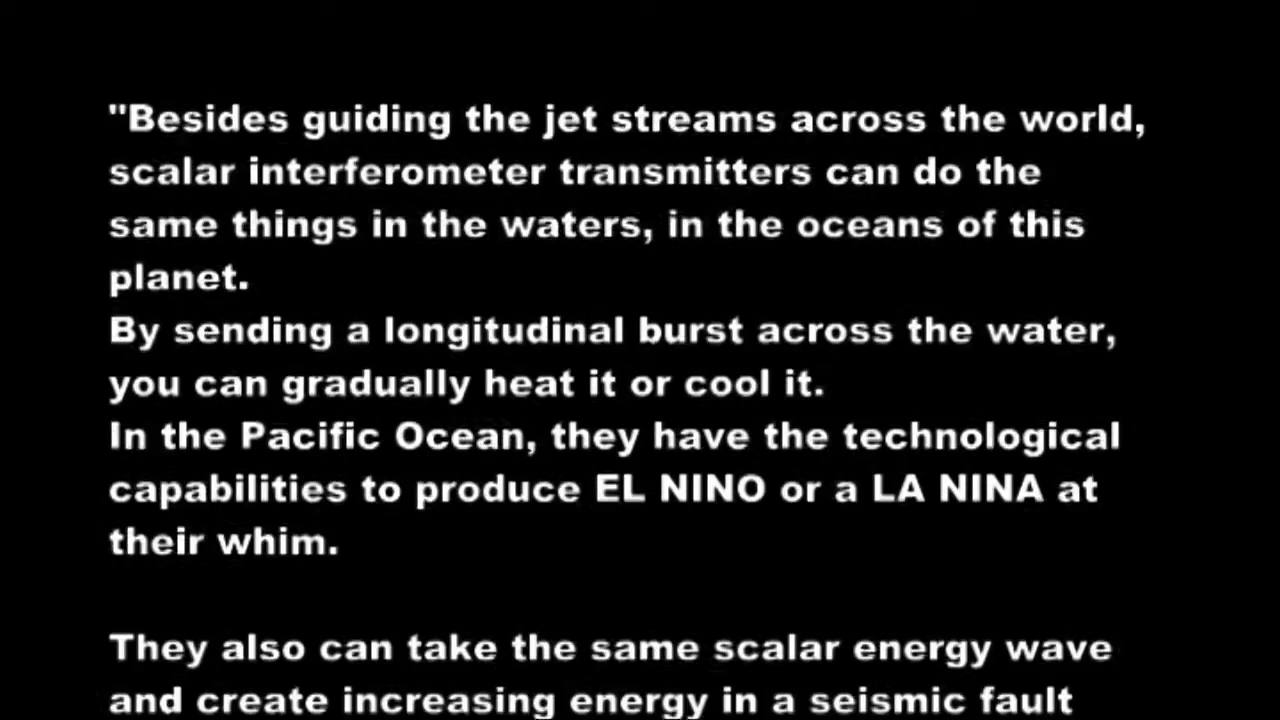 "Besides guiding the jet streams across the world,
scalar interferometer transmitters can do the
same things in the waters, in the oceans of this
planet.
By sending a longitudinal burst across the water,
you can gradually heat it or cool it.
In the Pacific Ocean, they have the technological
capabilities to produce EL NINO or a LA NINA at
their whim.

They also can take the same scalar energy wave
and create increasing energy in a seismic fault